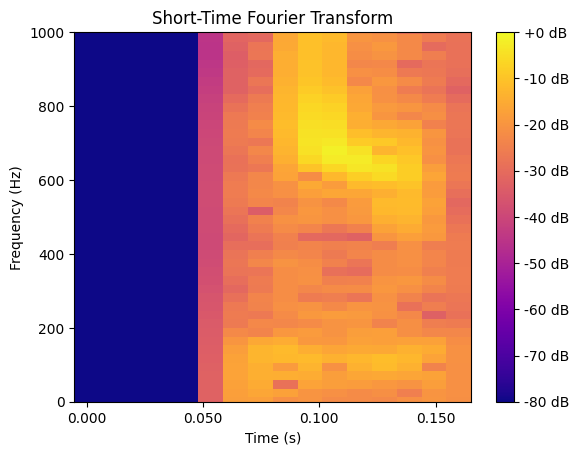 Short-Time Fourier Transform
1000
800
600
400
200
0
Frequency (Hz)
0.000
0.050
0.100
0.150
Time (s)
+0 dB
-10 dB
-20 dB
-30 dB
-40 dB
-50 dB
-60 dB
-70 dB
-80 dB